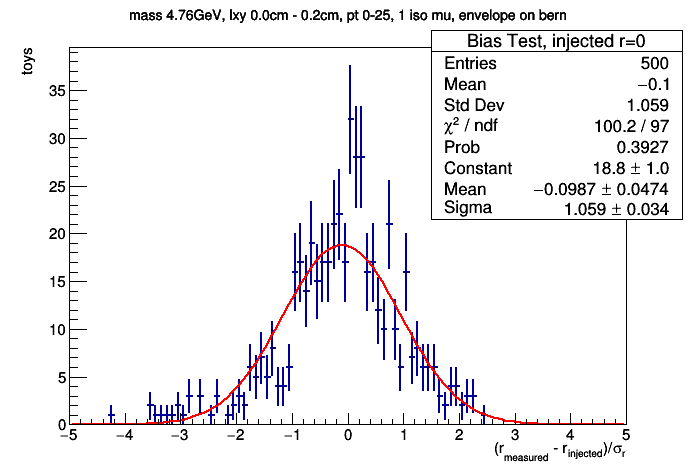 mass 4.76GeV, lxy 0.0cm - 0.2cm, pt 0-25, 1 iso mu, envelope on bern
toys
Bias Test, injected r=0
Entries 500
Mean −0.1
Std Dev 1.059
χ² / ndf 100.2 / 97
Prob 0.3927
Constant 18.8 ± 1.0
Mean −0.0987 ± 0.0474
Sigma 1.059 ± 0.034
35
30
25
20
15
10
5
0
−5 −4 −3 −2 −1 0 1 2 3 4 5
(r_measured - r_injected)/σ_r